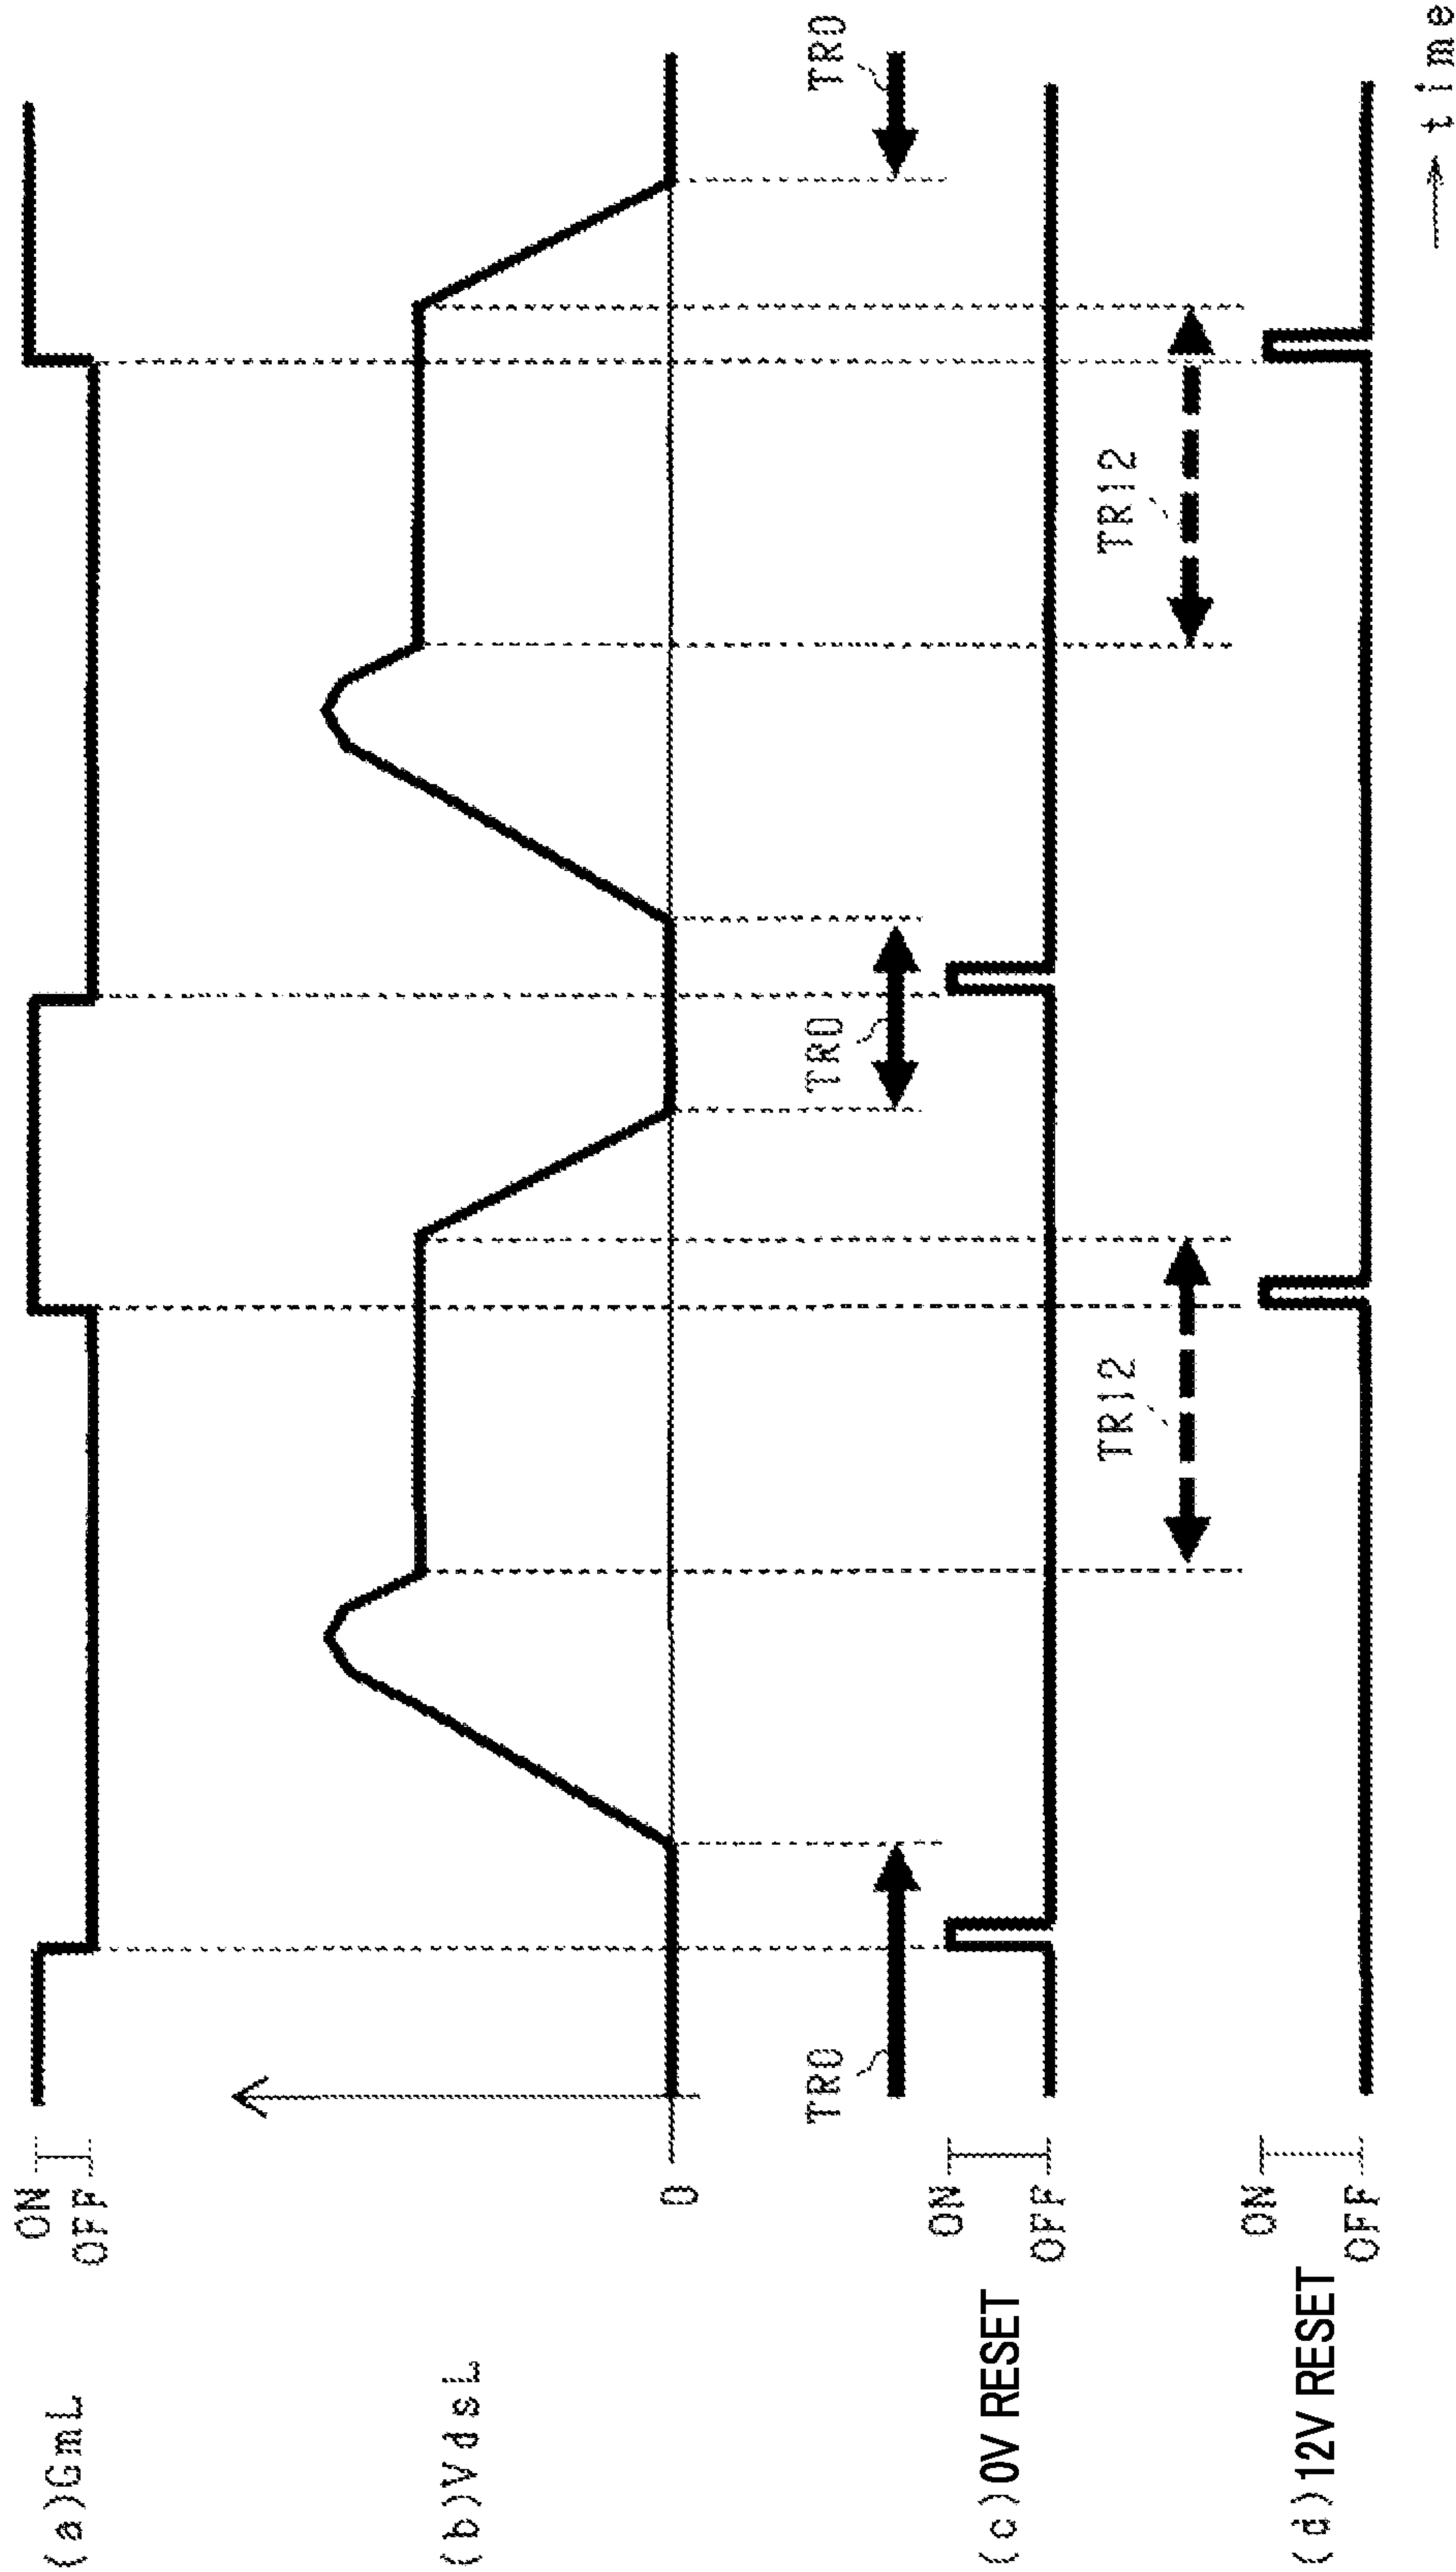 (a)GmL
ON
OFF
(b)VdsL
0
TR0
TR0
TR0
(c)0V RESET
ON
OFF
TR12
TR12
(d)12V RESET
ON
OFF
time